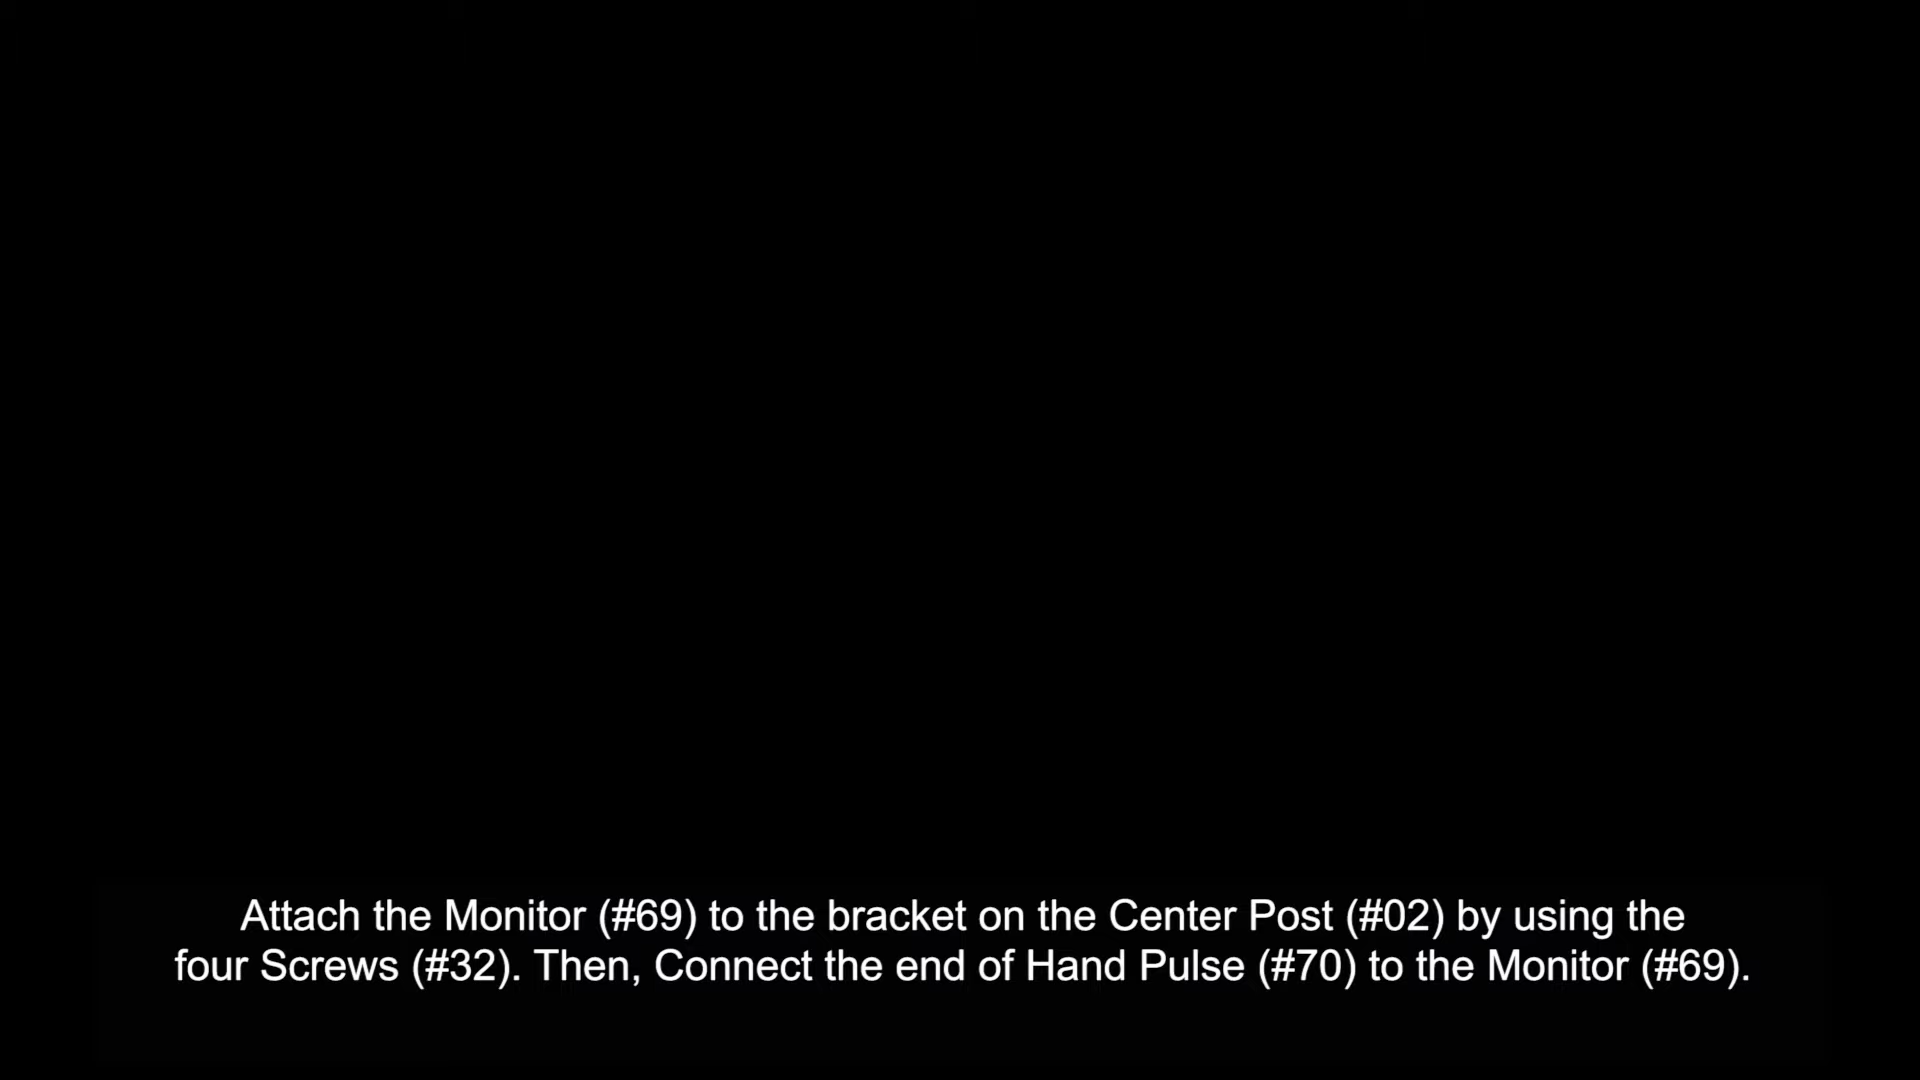 Attach the Monitor (#69) to the bracket on the Center Post (#02) by using the
four Screws (#32). Then, Connect the end of Hand Pulse (#70) to the Monitor (#69).